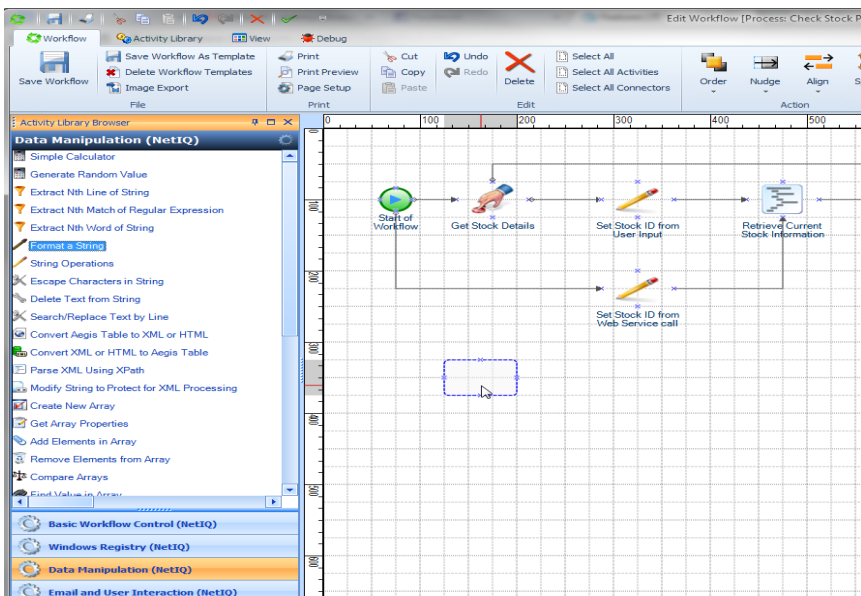 Edit Workflow [Process: Check Stock P
Workflow
Activity Library
View
Debug
Save Workflow
Save Workflow As Template
Delete Workflow Templates
Image Export
File
Print
Print Preview
Page Setup
Print
Cut
Copy
Paste
Undo
Redo
Delete
Select All
Select All Activities
Select All Connectors
Edit
Order
Nudge
Align
Action
Activity Library Browser
Data Manipulation (NetIQ)
Simple Calculator
Generate Random Value
Extract Nth Line of String
Extract Nth Match of Regular Expression
Extract Nth Word of String
Format a String
String Operations
Escape Characters in String
Delete Text from String
Search/Replace Text by Line
Convert Aegis Table to XML or HTML
Convert XML or HTML to Aegis Table
Parse XML Using XPath
Modify String to Protect for XML Processing
Create New Array
Get Array Properties
Add Elements in Array
Remove Elements from Array
Compare Arrays
Find Value in Array
Basic Workflow Control (NetIQ)
Windows Registry (NetIQ)
Data Manipulation (NetIQ)
Email and User Interaction (NetIQ)
0
100
200
300
400
500
0
100
200
300
400
500
600
Start of
Workflow
Get Stock Details
Set Stock ID from
User Input
Retrieve Current
Stock Information
Set Stock ID from
Web Service call